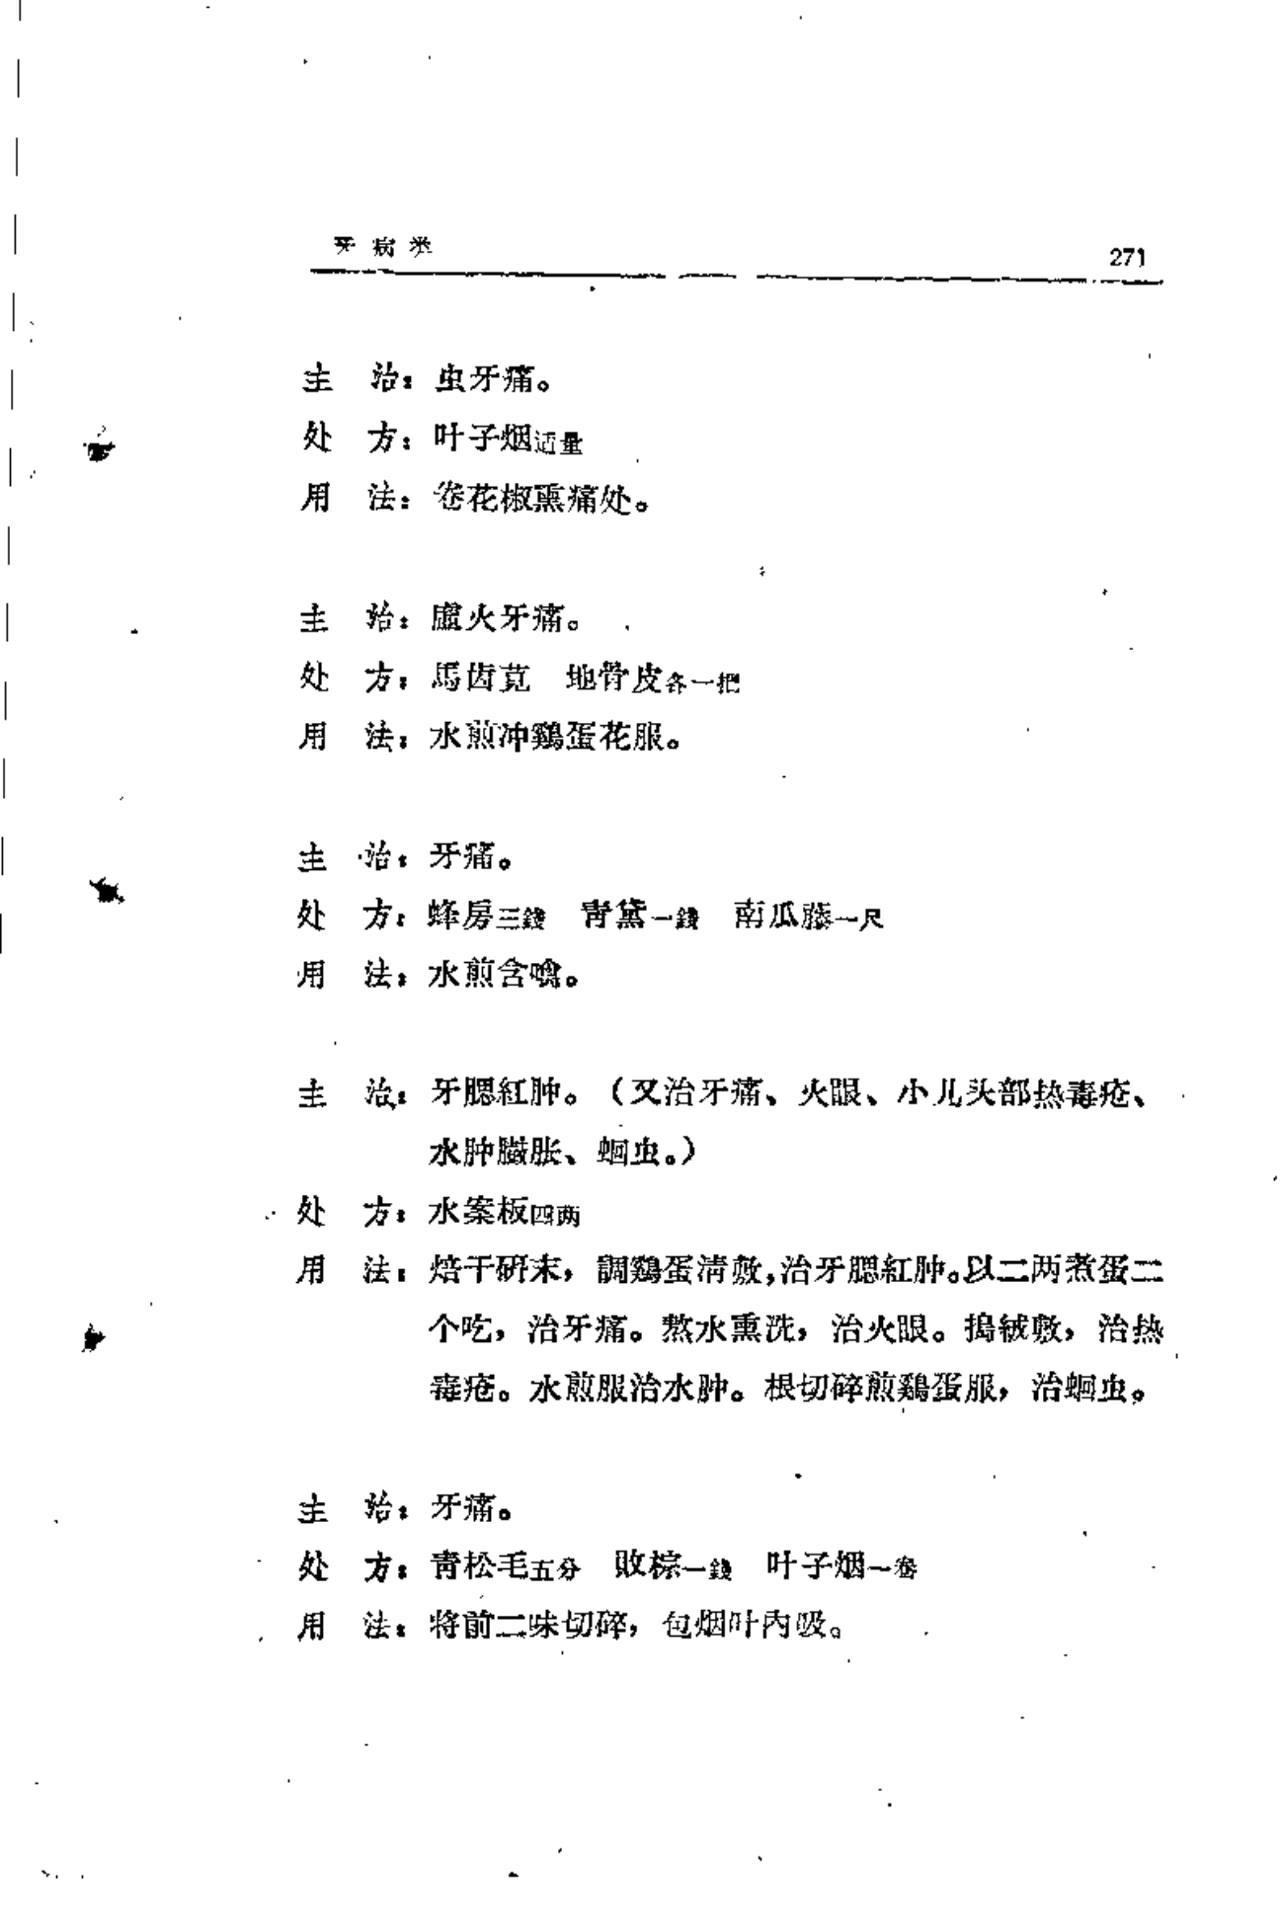 牙病类
271
主 治：虫牙痛。
处 方：叶子烟适量
用 法：卷花椒熏痛处。
主 治：虚火牙痛。
处 方：馬齿莧 地骨皮各一把
用 法：水煎冲鷄蛋花服。
主 治：牙痛。
处 方：蜂房三錢 青黛一錢 南瓜藤一尺
用 法：水煎含噙。
主 治：牙腮紅肿。（又治牙痛、火眼、小儿头部热毒疮、
水肿臌胀、蛔虫。）
处 方：水案板四两
用 法：焙干研末，調鷄蛋清敷，治牙腮紅肿。以二两煮蛋二
个吃，治牙痛。熬水熏洗，治火眼。搗絨敷，治热
毒疮。水煎服治水肿。根切碎煎鷄蛋服，治蛔虫。
主 治：牙痛。
处 方：青松毛五分 敗棕一錢 叶子烟一卷
用 法：将前二味切碎，包烟叶内吸。